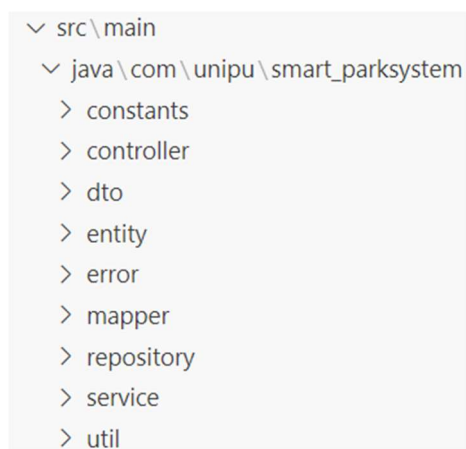 src\main
java\com\unipu\smart_parksystem
constants
controller
dto
entity
error
mapper
repository
service
util